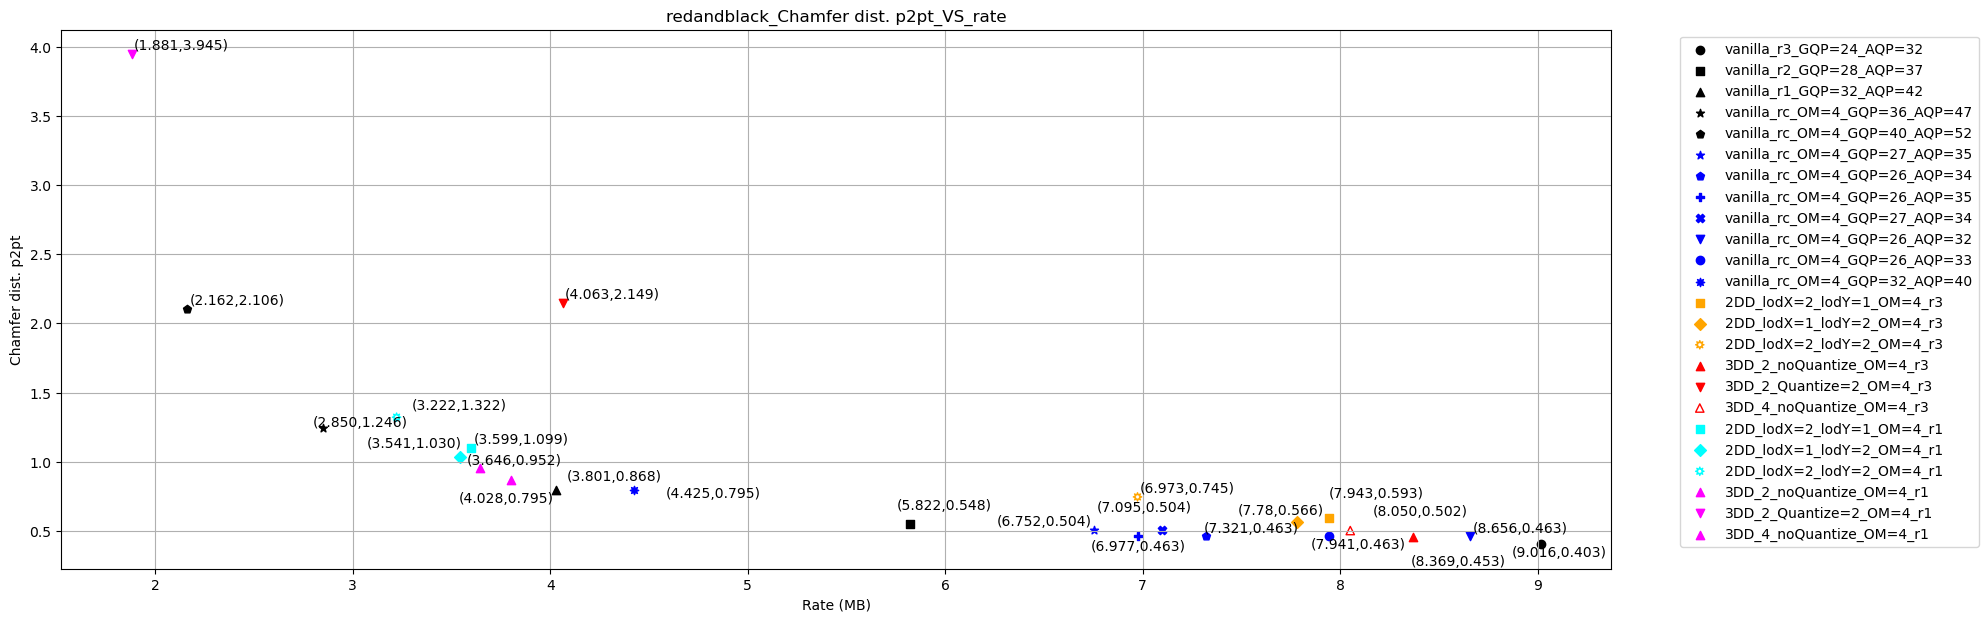 redandblack_Chamfer dist. p2pt_VS_rate
Chamfer dist. p2pt
4.0
3.5
3.0
2.5
2.0
1.5
1.0
0.5
(1.881,3.945)
(2.162,2.106)
(4.063,2.149)
(3.222,1.322)
(2.850,1.246)
(3.541,1.030)
(3.599,1.099)
(3.646,0.952)
(3.801,0.868)
(4.028,0.795)
(4.425,0.795)
(5.822,0.548)
(6.752,0.504)
(6.973,0.745)
(7.095,0.504)
(6.977,0.463)
(7.321,0.463)
(7.78,0.566)
(7.943,0.593)
(8.050,0.502)
(7.941,0.463)
(8.369,0.453)
(8.656,0.463)
(9.016,0.403)
2
3
4
5
6
7
8
9
Rate (MB)
vanilla_r3_GQP=24_AQP=32
vanilla_r2_GQP=28_AQP=37
vanilla_r1_GQP=32_AQP=42
vanilla_rc_OM=4_GQP=36_AQP=47
vanilla_rc_OM=4_GQP=40_AQP=52
vanilla_rc_OM=4_GQP=27_AQP=35
vanilla_rc_OM=4_GQP=26_AQP=34
vanilla_rc_OM=4_GQP=26_AQP=35
vanilla_rc_OM=4_GQP=27_AQP=34
vanilla_rc_OM=4_GQP=26_AQP=32
vanilla_rc_OM=4_GQP=26_AQP=33
vanilla_rc_OM=4_GQP=32_AQP=40
2DD_lodX=2_lodY=1_OM=4_r3
2DD_lodX=1_lodY=2_OM=4_r3
2DD_lodX=2_lodY=2_OM=4_r3
3DD_2_noQuantize_OM=4_r3
3DD_2_Quantize=2_OM=4_r3
3DD_4_noQuantize_OM=4_r3
2DD_lodX=2_lodY=1_OM=4_r1
2DD_lodX=1_lodY=2_OM=4_r1
2DD_lodX=2_lodY=2_OM=4_r1
3DD_2_noQuantize_OM=4_r1
3DD_2_Quantize=2_OM=4_r1
3DD_4_noQuantize_OM=4_r1